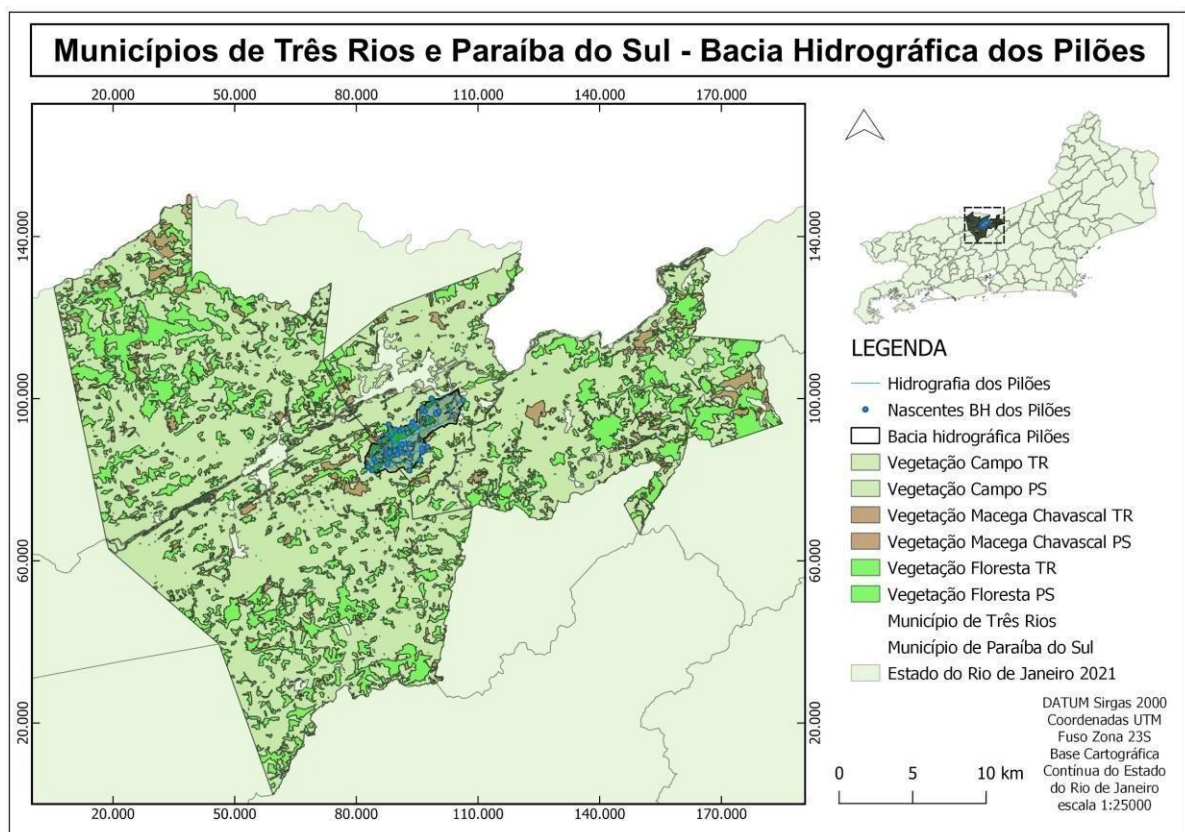 Municípios de Três Rios e Paraíba do Sul - Bacia Hidrográfica dos Pilões
20.000 50.000 80.000 110.000 140.000 170.000
140.000
100.000
60.000
20.000
140.000
100.000
60.000
20.000
20.000 50.000 80.000 110.000 140.000 170.000
LEGENDA
Hidrografia dos Pilões
Nascentes BH dos Pilões
Bacia hidrográfica Pilões
Vegetação Campo TR
Vegetação Campo PS
Vegetação Macega Chavascal TR
Vegetação Macega Chavascal PS
Vegetação Floresta TR
Vegetação Floresta PS
Município de Três Rios
Município de Paraíba do Sul
Estado do Rio de Janeiro 2021
DATUM Sirgas 2000
Coordenadas UTM
Fuso Zona 23S
Base Cartográfica
Contínua do Estado
do Rio de Janeiro
escala 1:25000
0 5 10 km